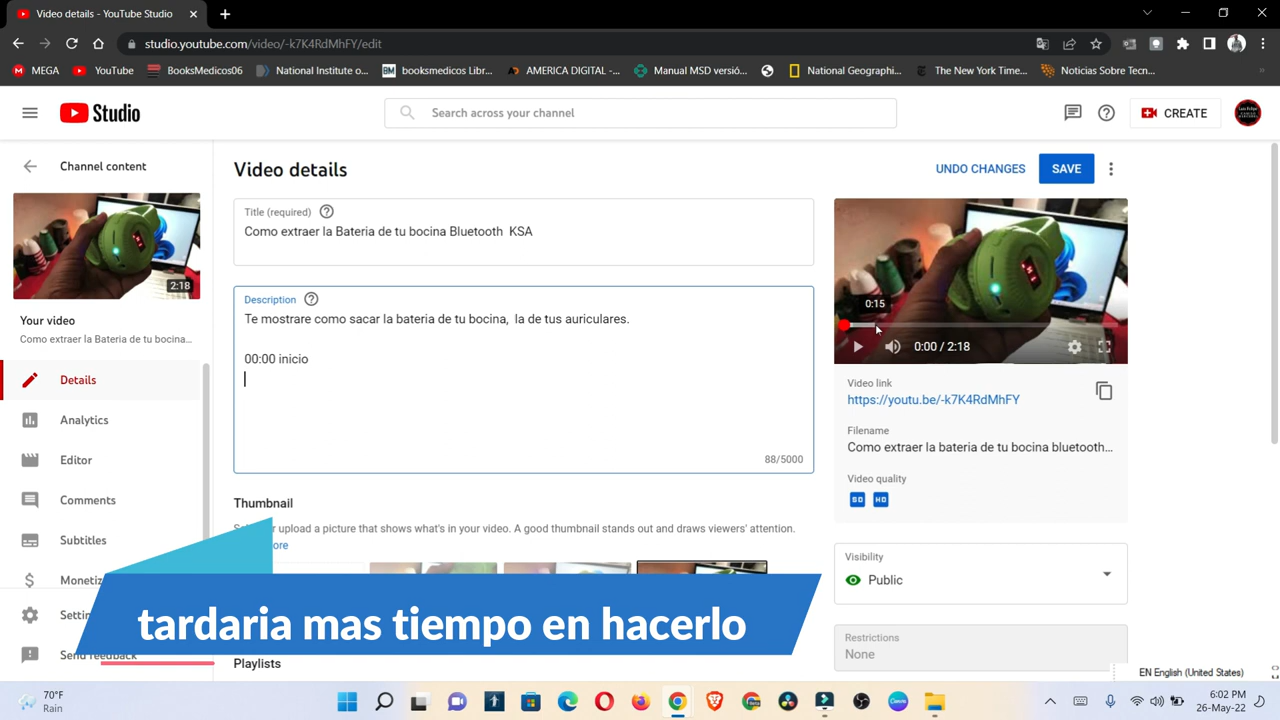 Video details - YouTube Studio
studio.youtube.com/video/-k7K4RdMhFY/edit
MEGA
YouTube
BooksMedicos06
National Institute o...
BM
booksmedicos Libr...
AMERICA DIGITAL -...
Manual MSD versió...
National Geographi...
The New York Time...
Noticias Sobre Tecn...
Studio
Search across your channel
CREATE
Channel content
2:18
Your video
Como extraer la Bateria de tu bocina...
Details
Analytics
Editor
Comments
Subtitles
Video details
UNDO CHANGES
SAVE
Title (required)
Como extraer la Bateria de tu bocina Bluetooth KSA
Description
Te mostrare como sacar la bateria de tu bocina, la de tus auriculares.
00:00 inicio
88/5000
Thumbnail
upload a picture that shows what's in your video. A good thumbnail stands out and draws viewers' attention.
Playlists
0:15
0:00 / 2:18
Video link
https://youtu.be/-k7K4RdMhFY
Filename
Como extraer la bateria de tu bocina bluetooth...
Video quality
SD HD
Visibility
Public
Restrictions
None
tardaria mas tiempo en hacerlo
Send feedback
EN English (United States)
70°F
Rain
6:02 PM
26-May-22